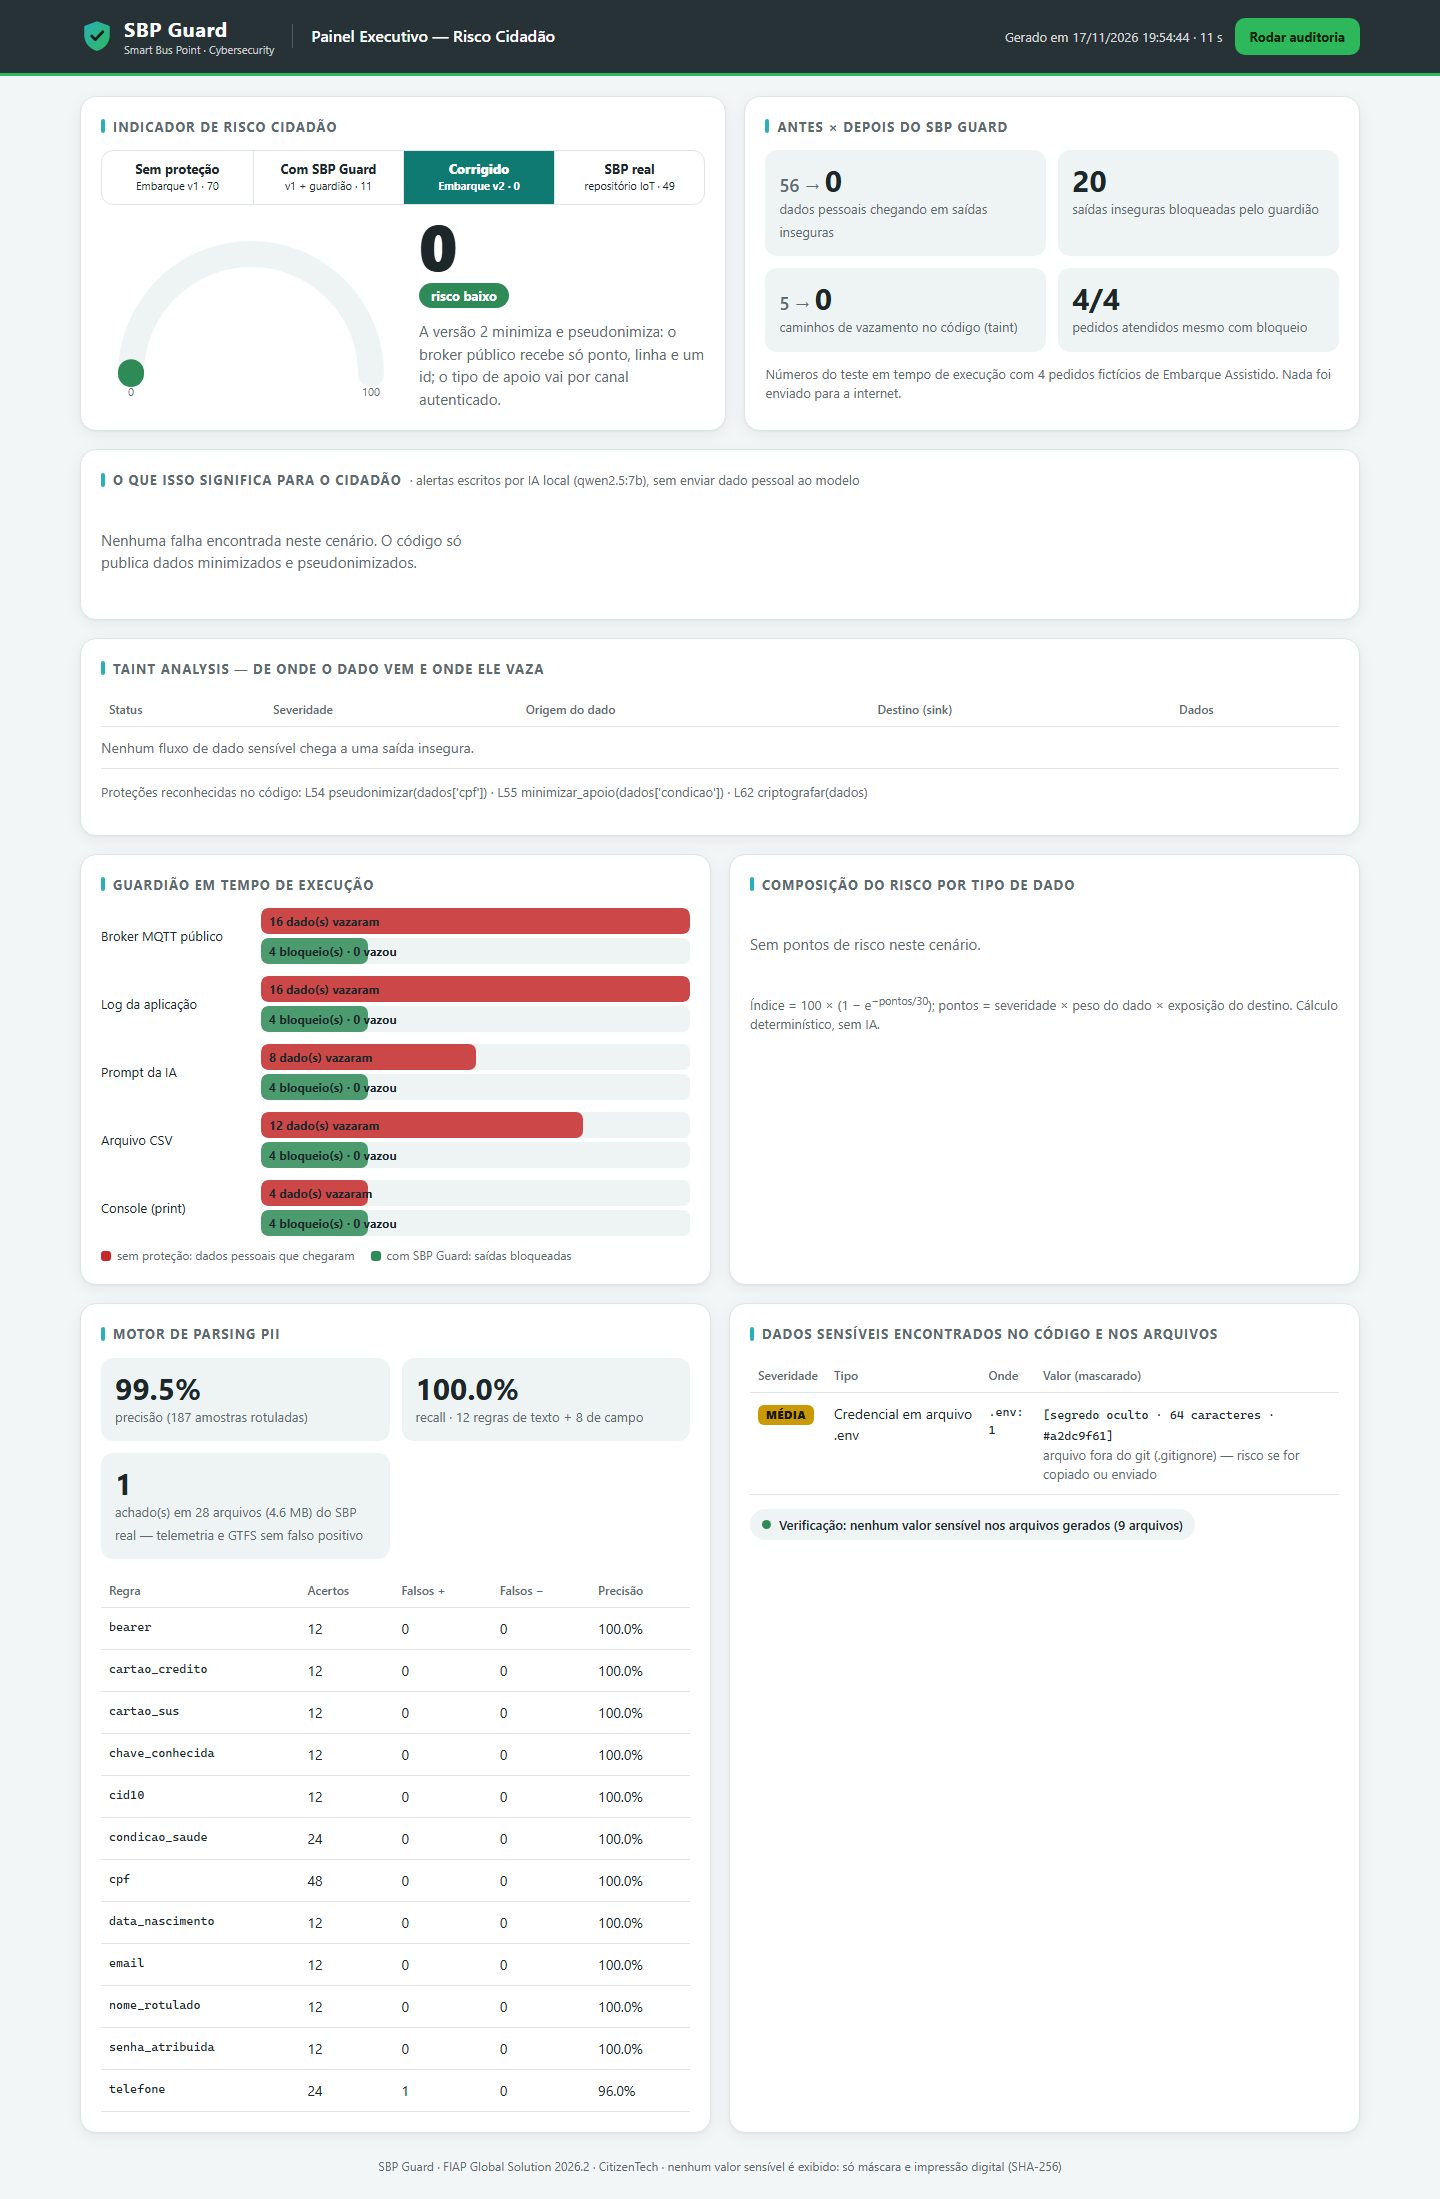 SBP Guard
Smart Bus Point · Cybersecurity
Painel Executivo — Risco Cidadão
Gerado em 17/11/2026 19:54:44 · 11 s
Rodar auditoria
INDICADOR DE RISCO CIDADÃO
Sem proteção
Embarque v1 · 70
Com SBP Guard
v1 + guardião · 11
Corrigido
Embarque v2 · 0
SBP real
repositório IoT · 49
0
100
0
risco baixo
A versão 2 minimiza e pseudonimiza: o
broker público recebe só ponto, linha e um
id; o tipo de apoio vai por canal
autenticado.
ANTES × DEPOIS DO SBP GUARD
56 → 0
dados pessoais chegando em saídas
inseguras
20
saídas inseguras bloqueadas pelo guardião
5 → 0
caminhos de vazamento no código (taint)
4/4
pedidos atendidos mesmo com bloqueio
Números do teste em tempo de execução com 4 pedidos fictícios de Embarque Assistido. Nada foi
enviado para a internet.
O QUE ISSO SIGNIFICA PARA O CIDADÃO · alertas escritos por IA local (qwen2.5:7b), sem enviar dado pessoal ao modelo
Nenhuma falha encontrada neste cenário. O código só
publica dados minimizados e pseudonimizados.
TAINT ANALYSIS — DE ONDE O DADO VEM E ONDE ELE VAZA
Status Severidade Origem do dado Destino (sink) Dados
Nenhum fluxo de dado sensível chega a uma saída insegura.
Proteções reconhecidas no código: L54 pseudonimizar(dados['cpf']) · L55 minimizar_apoio(dados['condicao']) · L62 criptografar(dados)
GUARDIÃO EM TEMPO DE EXECUÇÃO
Broker MQTT público
16 dado(s) vazaram
4 bloqueio(s) · 0 vazou
Log da aplicação
16 dado(s) vazaram
4 bloqueio(s) · 0 vazou
Prompt da IA
8 dado(s) vazaram
4 bloqueio(s) · 0 vazou
Arquivo CSV
12 dado(s) vazaram
4 bloqueio(s) · 0 vazou
Console (print)
4 dado(s) vazaram
4 bloqueio(s) · 0 vazou
sem proteção: dados pessoais que chegaram
com SBP Guard: saídas bloqueadas
COMPOSIÇÃO DO RISCO POR TIPO DE DADO
Sem pontos de risco neste cenário.
Índice = 100 × (1 − e−pontos/30); pontos = severidade × peso do dado × exposição do destino. Cálculo
determinístico, sem IA.
MOTOR DE PARSING PII
99.5%
precisão (187 amostras rotuladas)
100.0%
recall · 12 regras de texto + 8 de campo
1
achado(s) em 28 arquivos (4.6 MB) do SBP
real — telemetria e GTFS sem falso positivo
Regra Acertos Falsos + Falsos − Precisão
bearer 12 0 0 100.0%
cartao_credito 12 0 0 100.0%
cartao_sus 12 0 0 100.0%
chave_conhecida 12 0 0 100.0%
cid10 12 0 0 100.0%
condicao_saude 24 0 0 100.0%
cpf 48 0 0 100.0%
data_nascimento 12 0 0 100.0%
email 12 0 0 100.0%
nome_rotulado 12 0 0 100.0%
senha_atribuida 12 0 0 100.0%
telefone 24 1 0 96.0%
DADOS SENSÍVEIS ENCONTRADOS NO CÓDIGO E NOS ARQUIVOS
Severidade Tipo Onde Valor (mascarado)
MÉDIA
Credencial em arquivo
.env
.env:
1
[segredo oculto · 64 caracteres ·
#a2dc9f61]
arquivo fora do git (.gitignore) — risco se for
copiado ou enviado
Verificação: nenhum valor sensível nos arquivos gerados (9 arquivos)
SBP Guard · FIAP Global Solution 2026.2 · CitizenTech · nenhum valor sensível é exibido: só máscara e impressão digital (SHA-256)